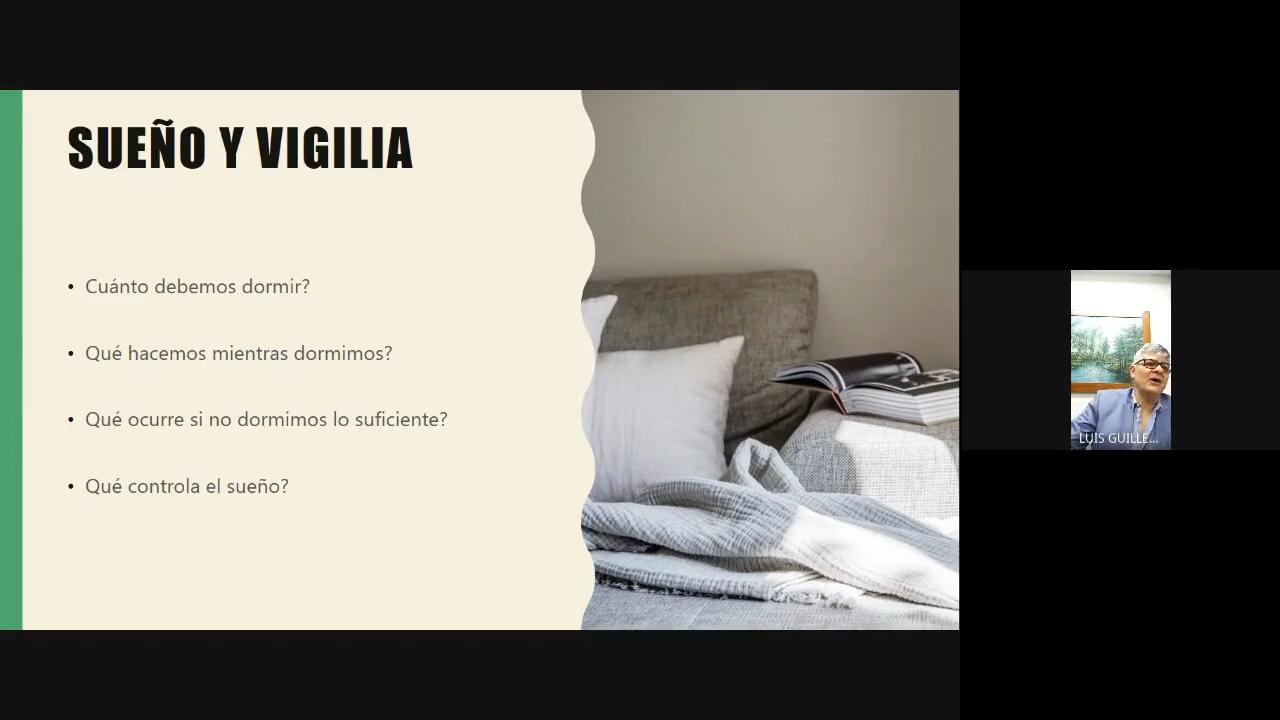 SUEÑO Y VIGILIA
• Cuánto debemos dormir?
• Qué hacemos mientras dormimos?
• Qué ocurre si no dormimos lo suficiente?
• Qué controla el sueño?
LUIS GUILLE...